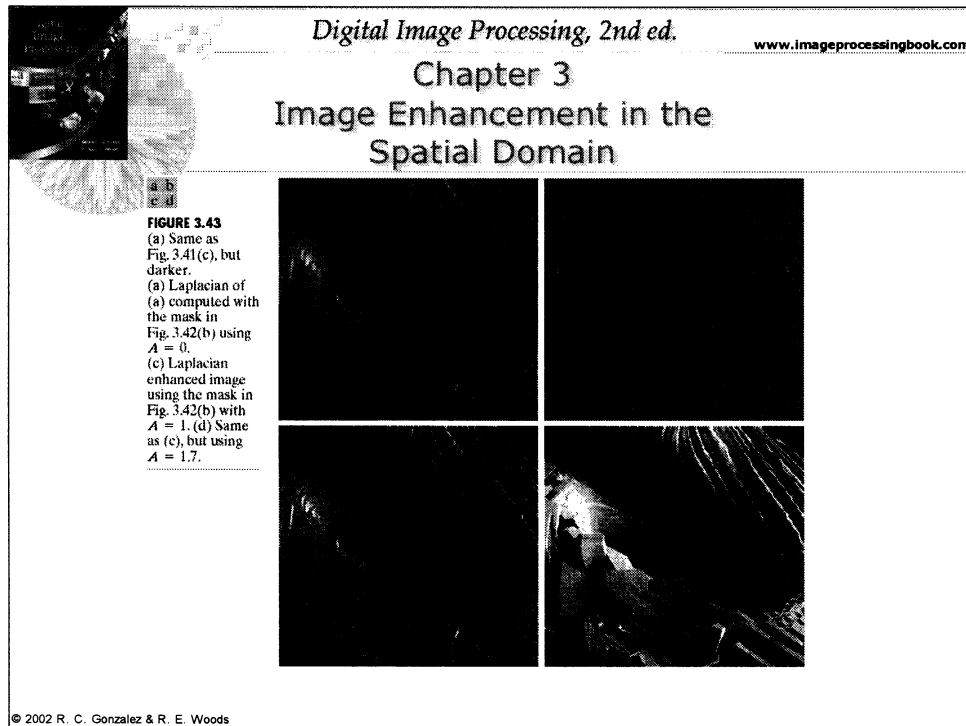 Digital Image Processing, 2nd ed.
www.imageprocessingbook.com
Chapter 3
Image Enhancement in the
Spatial Domain
a b
c d
FIGURE 3.43
(a) Same as
Fig. 3.41(c), but
darker.
(a) Laplacian of
(a) computed with
the mask in
Fig. 3.42(b) using
A = 0.
(c) Laplacian
enhanced image
using the mask in
Fig. 3.42(b) with
A = 1. (d) Same
as (c), but using
A = 1.7.
© 2002 R. C. Gonzalez & R. E. Woods